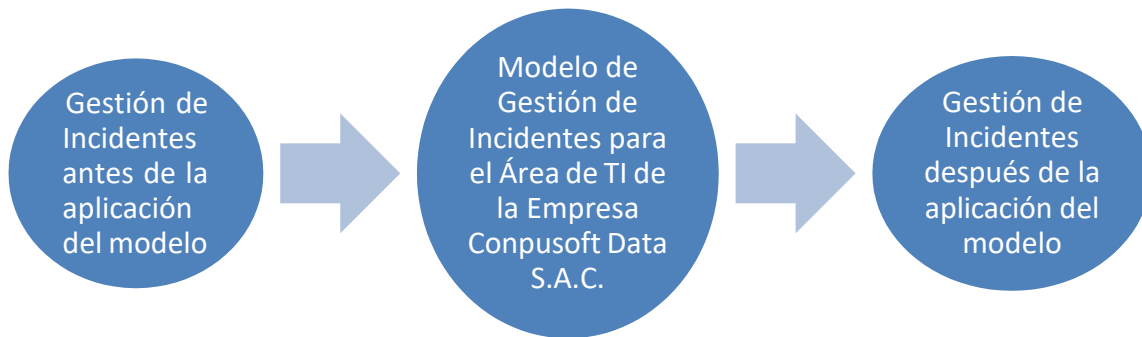 Gestión de
Incidentes
antes de la
aplicación
del modelo
Modelo de
Gestión de
Incidentes para
el Área de TI de
la Empresa
Conpusoft Data
S.A.C.
Gestión de
Incidentes
después de la
aplicación del
modelo